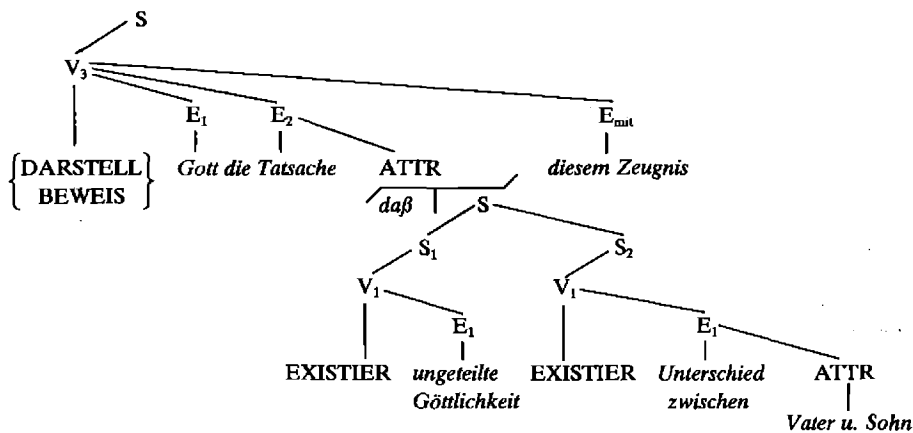 S
V₃
E₁ E₂ Eₘᵢₜ
{DARSTELL BEWEIS} Gott die Tatsache ATTR diesem Zeugnis
daß S
S₁ S₂
V₁ V₁
E₁ E₁
EXISTIER ungeteilte Göttlichkeit EXISTIER Unterschied zwischen ATTR
Vater u. Sohn